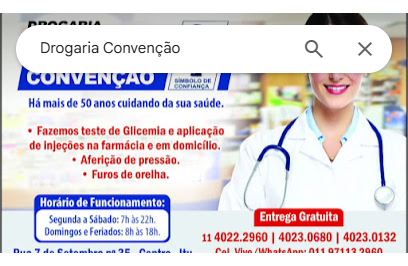 DROGARIA
Drogaria Convenção
CONVENÇÃO
SÍMBOLO DE
CONFIANÇA
Há mais de 50 anos cuidando da sua saúde.
• Fazemos teste de Glicemia e aplicação
de injeções na farmácia e em domicílio.
• Aferição de pressão.
• Furos de orelha.
Horário de Funcionamento:
Segunda a Sábado: 7h às 22h.
Domingos e Feriados: 8h às 18h.
Entrega Gratuita
11 4022.2960 | 4023.0680 | 4023.0132
Rua 7 de Setembro nº 35 - Centro - Itu
Cel. Vivo /WhatsApp: 011 97113.2960